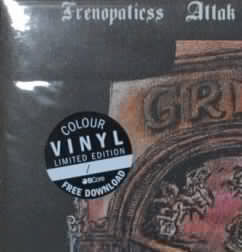 Frenopaticss Attak
GRI
COLOUR
VINYL
LIMITED EDITION
/
FREE DOWNLOAD